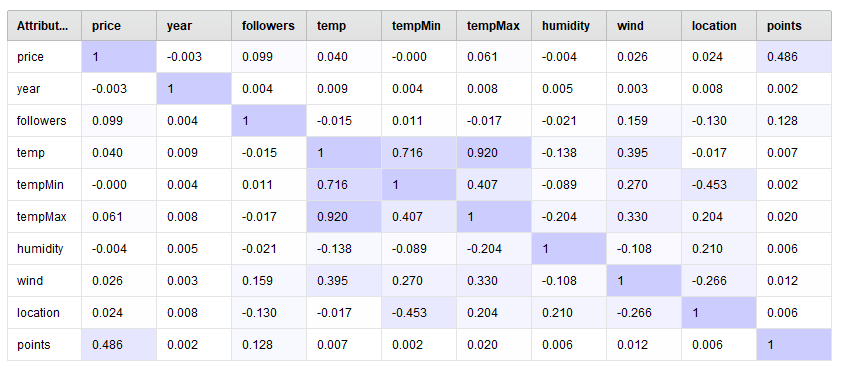 Attribut... price year followers temp tempMin tempMax humidity wind location points
price 1 -0.003 0.099 0.040 -0.000 0.061 -0.004 0.026 0.024 0.486
year -0.003 1 0.004 0.009 0.004 0.008 0.005 0.003 0.008 0.002
followers 0.099 0.004 1 -0.015 0.011 -0.017 -0.021 0.159 -0.130 0.128
temp 0.040 0.009 -0.015 1 0.716 0.920 -0.138 0.395 -0.017 0.007
tempMin -0.000 0.004 0.011 0.716 1 0.407 -0.089 0.270 -0.453 0.002
tempMax 0.061 0.008 -0.017 0.920 0.407 1 -0.204 0.330 0.204 0.020
humidity -0.004 0.005 -0.021 -0.138 -0.089 -0.204 1 -0.108 0.210 0.006
wind 0.026 0.003 0.159 0.395 0.270 0.330 -0.108 1 -0.266 0.012
location 0.024 0.008 -0.130 -0.017 -0.453 0.204 0.210 -0.266 1 0.006
points 0.486 0.002 0.128 0.007 0.002 0.020 0.006 0.012 0.006 1